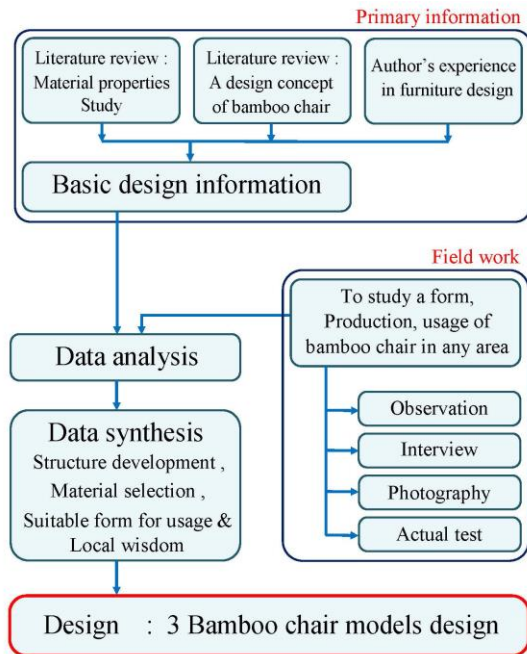 Primary information
Literature review :
Material properties
Study
Literature review :
A design concept
of bamboo chair
Author's experience
in furniture design
Basic design information
Field work
To study a form,
Production, usage of
bamboo chair in any area
Data analysis
Observation
Interview
Photography
Actual test
Data synthesis
Structure development ,
Material selection ,
Suitable form for usage &
Local wisdom
Design : 3 Bamboo chair models design